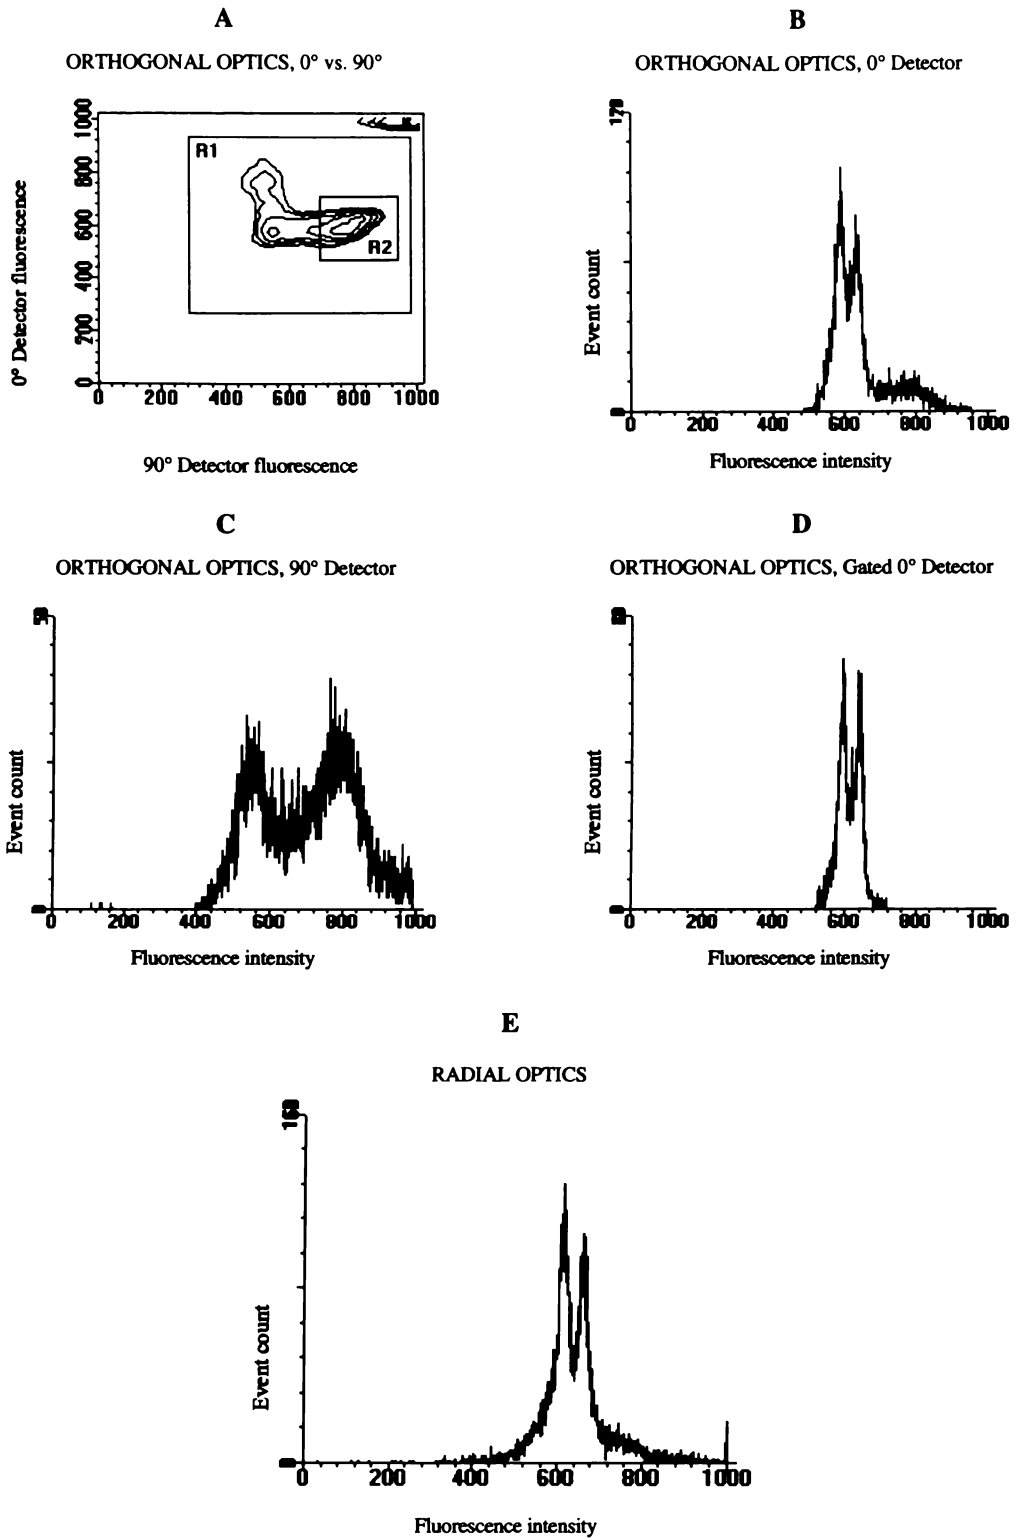 A
ORTHOGONAL OPTICS, 0° vs. 90°
0° Detector fluorescence
1000
800
600
400
200
0
R1
R2
0 200 400 600 800 1000
90° Detector fluorescence
B
ORTHOGONAL OPTICS, 0° Detector
Event count
0 200 400 600 800 1000
Fluorescence intensity
C
ORTHOGONAL OPTICS, 90° Detector
Event count
0 200 400 600 800 1000
Fluorescence intensity
D
ORTHOGONAL OPTICS, Gated 0° Detector
Event count
0 200 400 600 800 1000
Fluorescence intensity
E
RADIAL OPTICS
Event count
0 200 400 600 800 1000
Fluorescence intensity